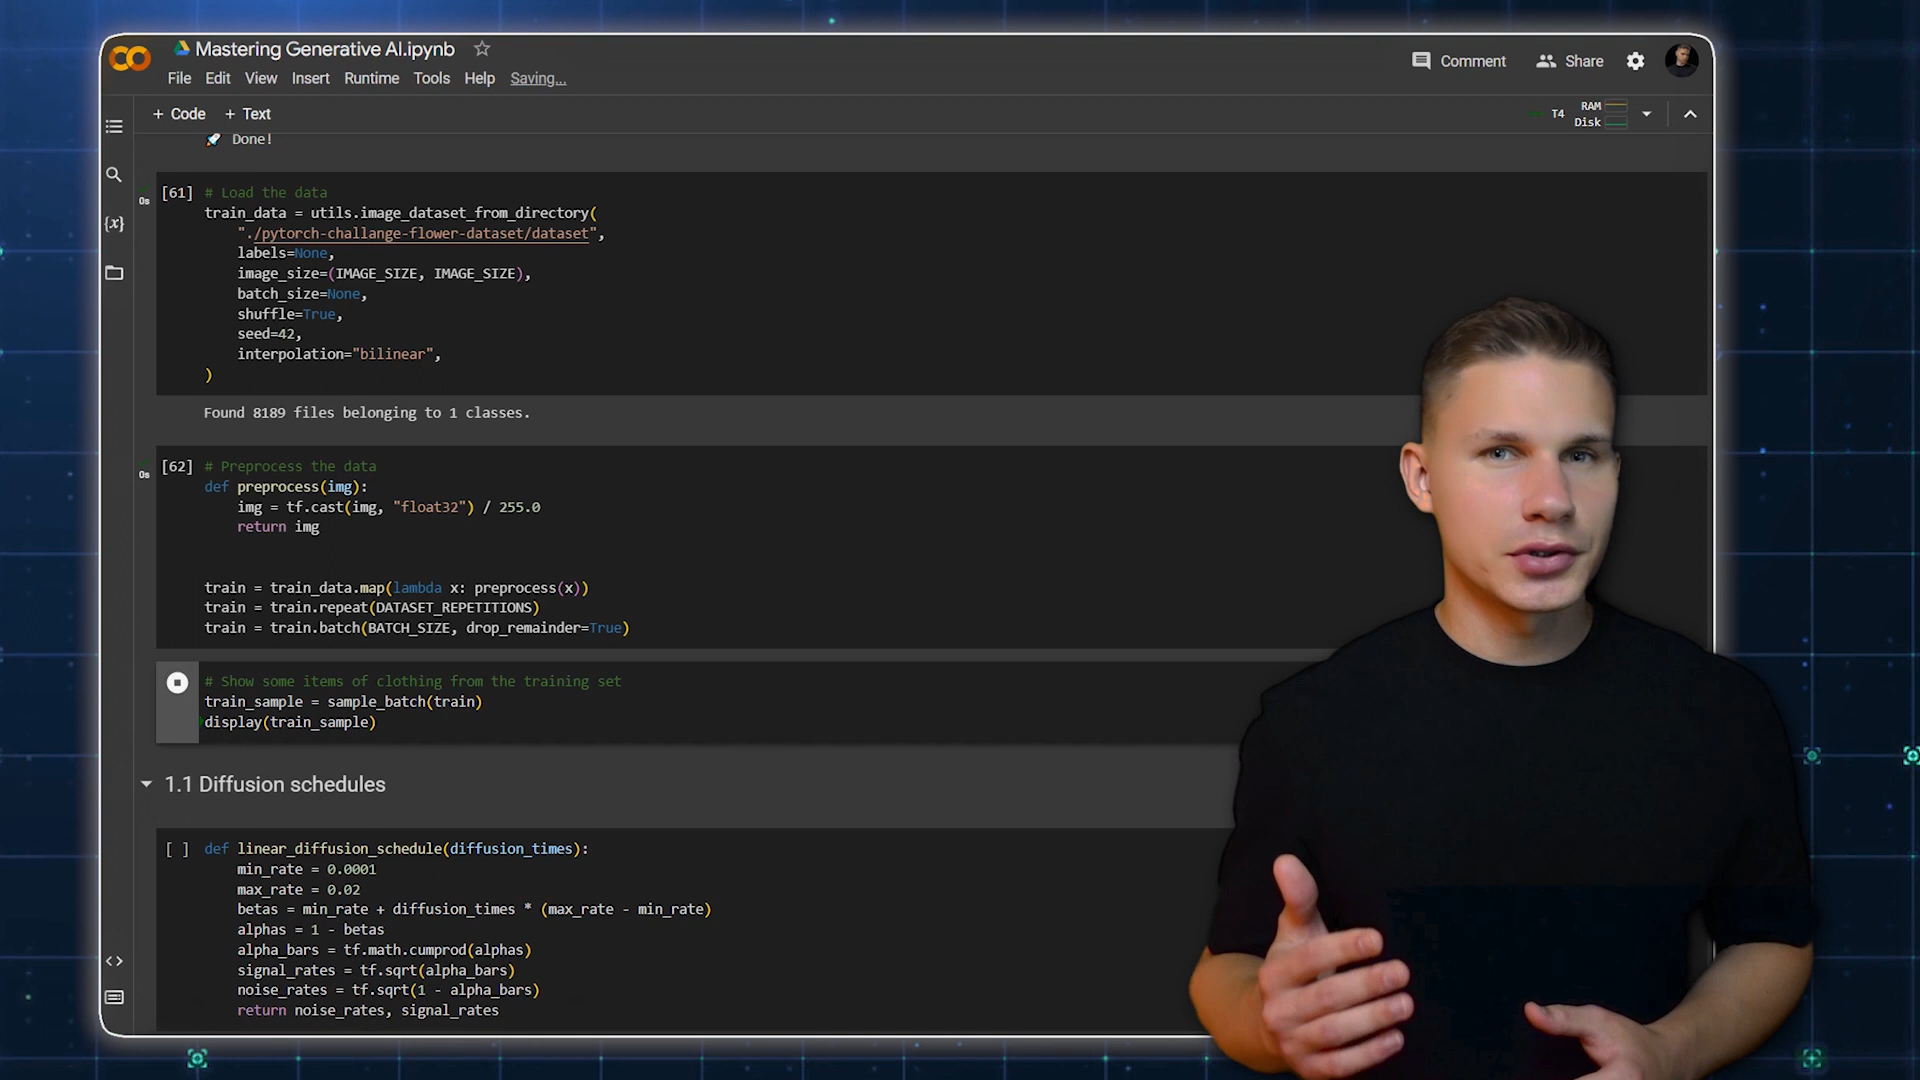 Mastering Generative AI.ipynb
Comment
Share
File Edit View Insert Runtime Tools Help Saving...
+ Code + Text
T4
RAM
Disk
🚀 Done!
[61] # Load the data
0s
train_data = utils.image_dataset_from_directory(
    "./pytorch-challange-flower-dataset/dataset",
    labels=None,
    image_size=(IMAGE_SIZE, IMAGE_SIZE),
    batch_size=None,
    shuffle=True,
    seed=42,
    interpolation="bilinear",
)
Found 8189 files belonging to 1 classes.
[62] # Preprocess the data
0s
def preprocess(img):
    img = tf.cast(img, "float32") / 255.0
    return img
train = train_data.map(lambda x: preprocess(x))
train = train.repeat(DATASET_REPETITIONS)
train = train.batch(BATCH_SIZE, drop_remainder=True)
# Show some items of clothing from the training set
train_sample = sample_batch(train)
display(train_sample)
1.1 Diffusion schedules
[ ] def linear_diffusion_schedule(diffusion_times):
    min_rate = 0.0001
    max_rate = 0.02
    betas = min_rate + diffusion_times * (max_rate - min_rate)
    alphas = 1 - betas
    alpha_bars = tf.math.cumprod(alphas)
    signal_rates = tf.sqrt(alpha_bars)
    noise_rates = tf.sqrt(1 - alpha_bars)
    return noise_rates, signal_rates